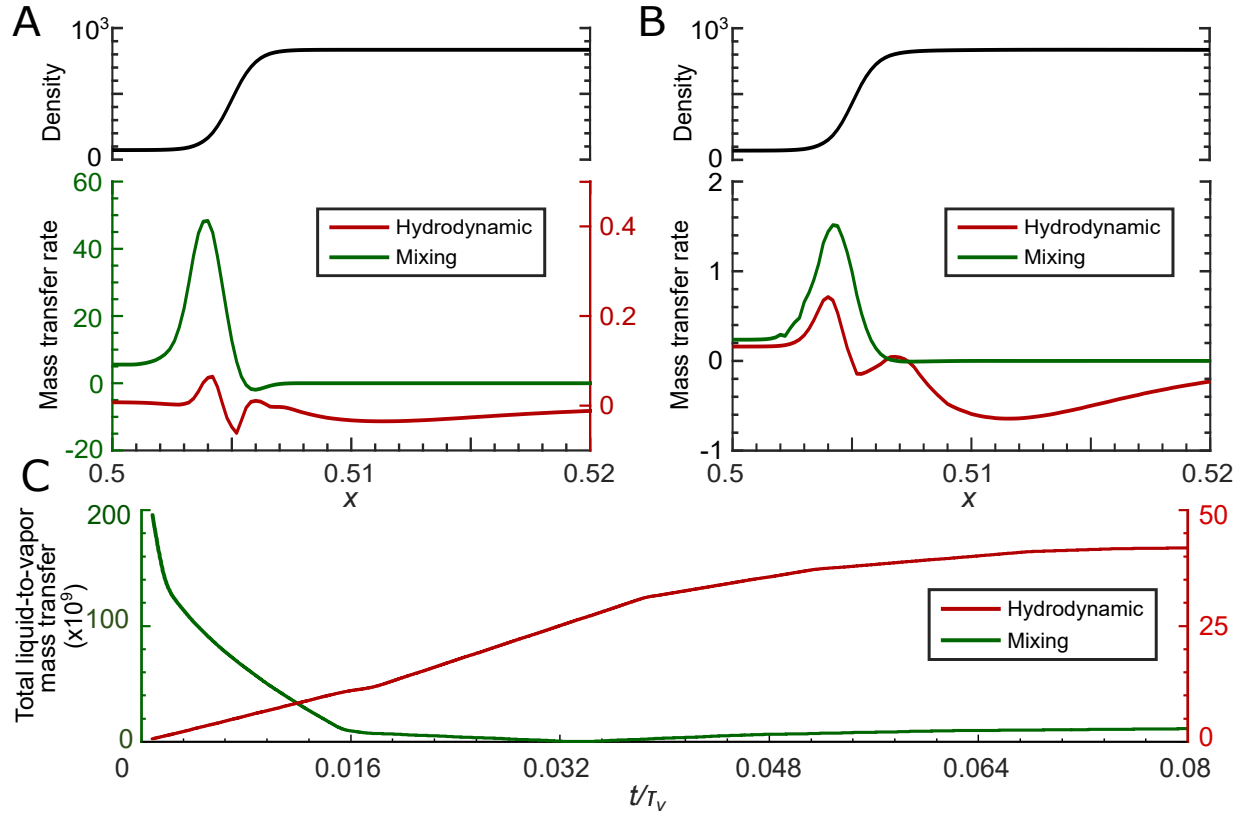 A
B
10³
Density
0
10³
Density
0
60
40
20
0
-20
Mass transfer rate
Hydrodynamic
Mixing
0.4
0.2
0
0.5
0.51
0.52
x
2
1
0
-1
Mass transfer rate
Hydrodynamic
Mixing
0.5
0.51
0.52
x
C
Total liquid-to-vapor
mass transfer
(x10⁹)
200
100
0
Hydrodynamic
Mixing
50
25
0
0
0.016
0.032
0.048
0.064
0.08
t/τᵥ